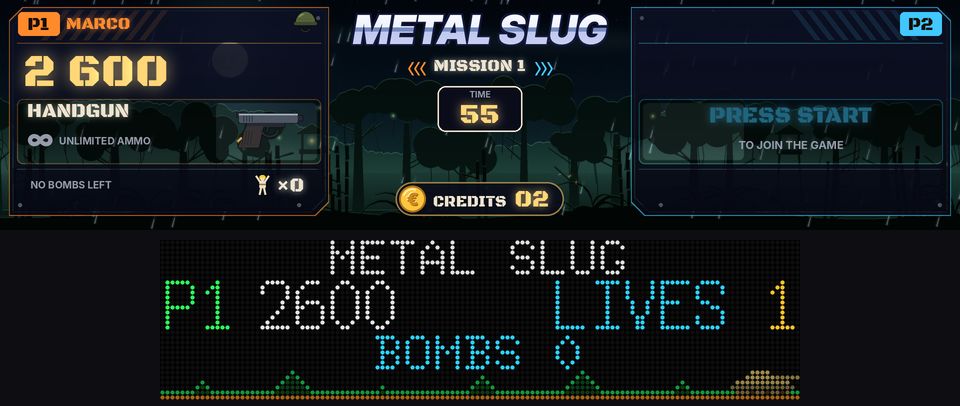 P1 MARCO
2 600
HANDGUN
UNLIMITED AMMO
NO BOMBS LEFT
×0
METAL SLUG
MISSION 1
TIME
55
CREDITS 02
P2
PRESS START
TO JOIN THE GAME
METAL SLUG
P1 2600 LIVES 1
BOMBS 0